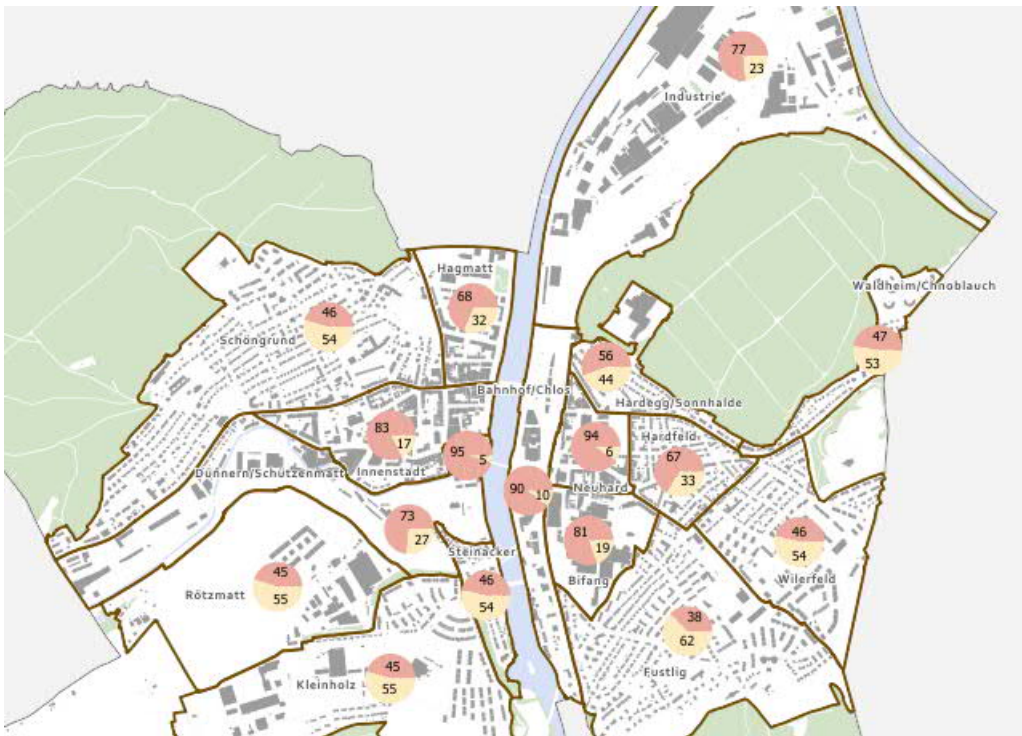 77
23
Industrie
Hagmatt
Waldheim/Chnoblauch
68
32
46
54
Schöngrund
47
53
56
44
Bahnhof/Chlos
Hardegg/Sonnhalde
83
17
95
5
94
6
Hardfeld
67
33
Dünnern/Schützenmatt
Innenstadt
90
10
Neuhard
73
27
Steinacker
81
19
Bifang
46
54
Wilerfeld
45
55
Rötzmatt
46
54
38
62
Fustlig
45
55
Kleinholz